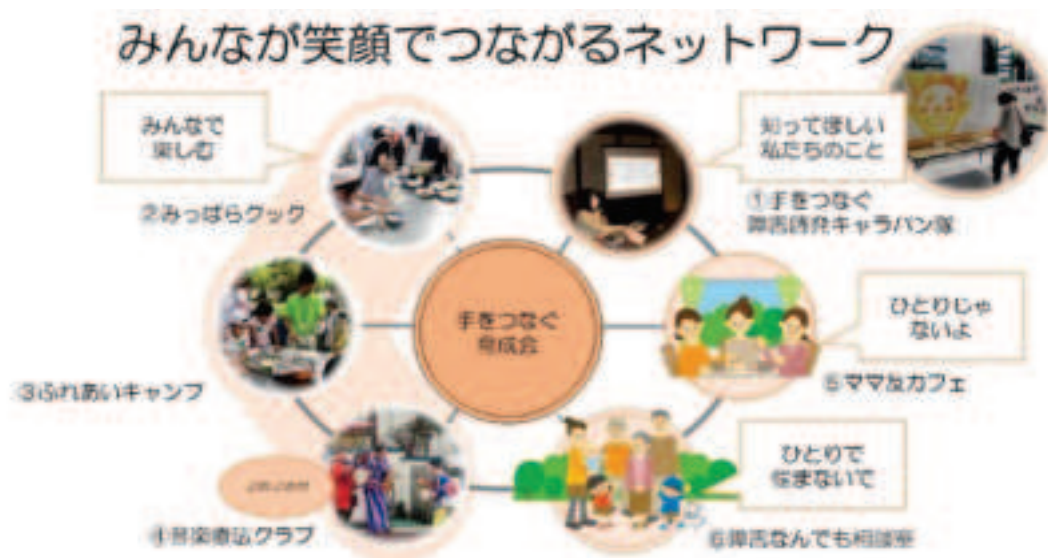 みんなが笑顔でつながるネットワーク
みんなで
楽しむ
知ってほしい
私たちのこと
②みっぱらクック
①手をつなぐ
障害啓発キャラバン隊
手をつなぐ
育成会
ひとりじゃ
ないよ
③ふれあいキャンプ
⑤ママ友カフェ
ひとりで
悩まないで
④音楽療法クラブ
⑥障害なんでも相談室